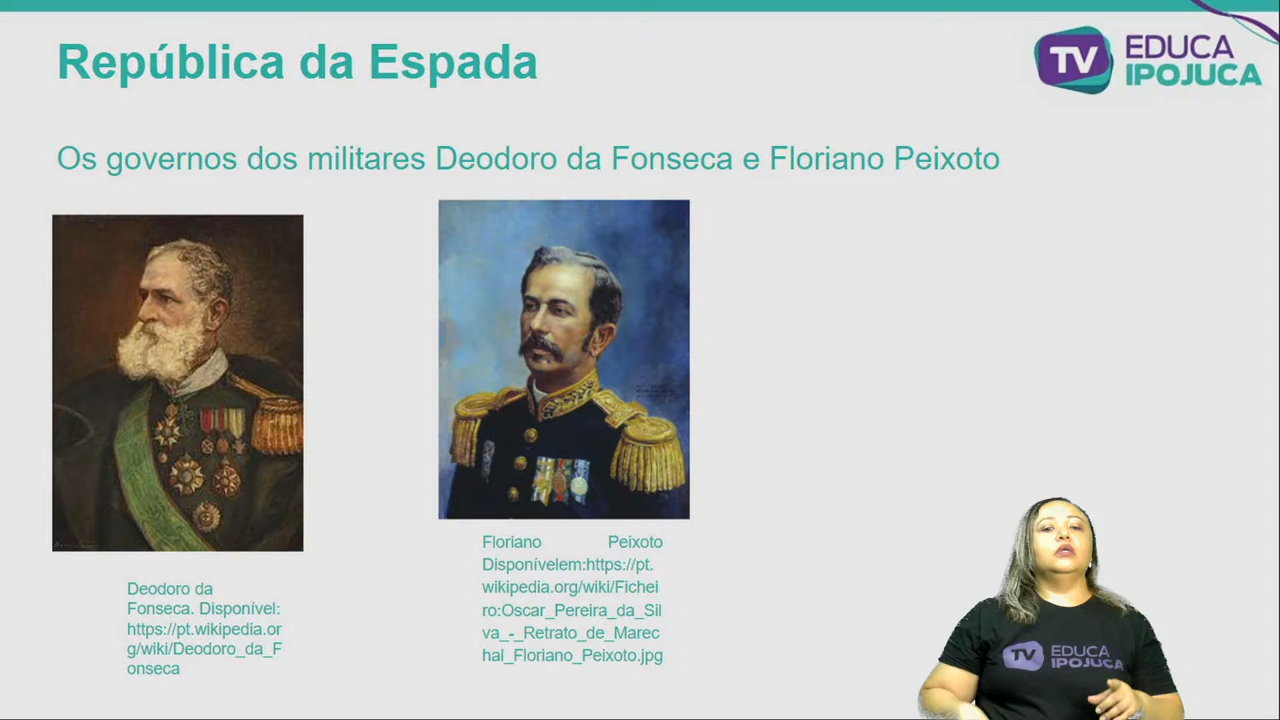 República da Espada
TV EDUCA
IPOJUCA
Os governos dos militares Deodoro da Fonseca e Floriano Peixoto
Deodoro da
Fonseca. Disponível:
https://pt.wikipedia.or
g/wiki/Deodoro_da_F
onseca
Floriano Peixoto
Disponívelem:https://pt.
wikipedia.org/wiki/Fichei
ro:Oscar_Pereira_da_Sil
va_-_Retrato_de_Marec
hal_Floriano_Peixoto.jpg
TV EDUCA
IPOJUCA